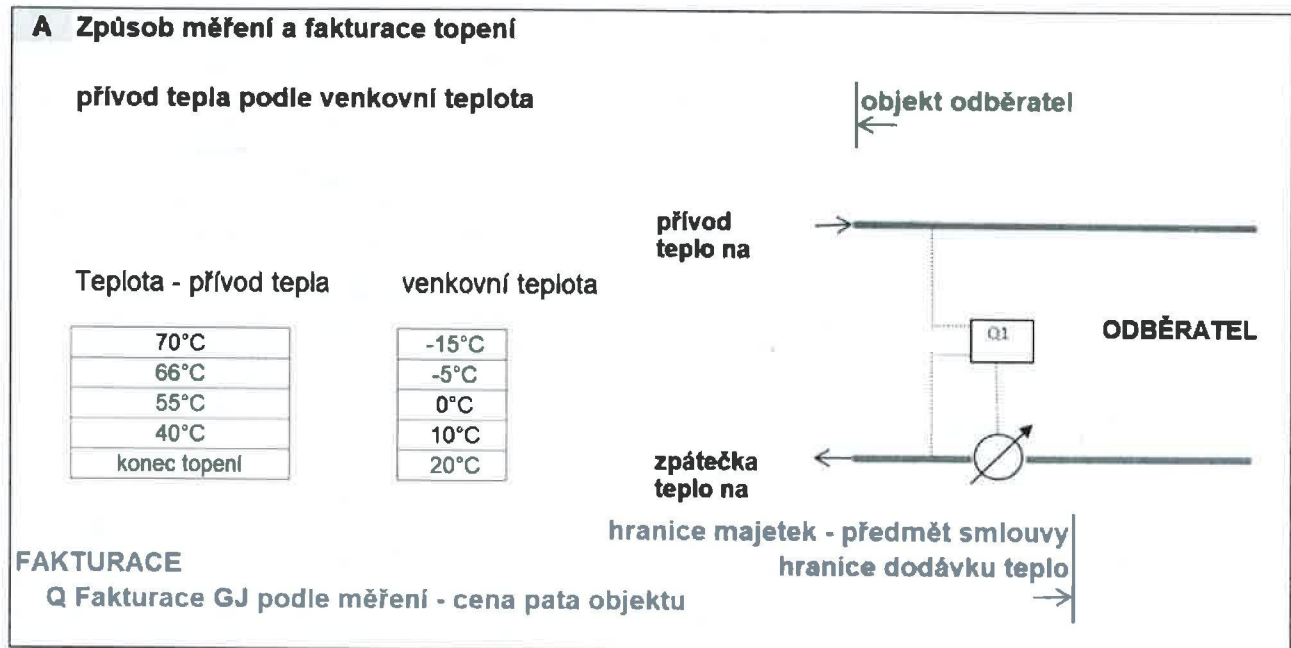 A Způsob měření a fakturace topení
přívod tepla podle venkovní teplota
objekt odběratel
přívod
teplo na
Teplota - přívod tepla venkovní teplota
70°C -15°C
66°C -5°C
55°C 0°C
40°C 10°C
konec topení 20°C
Q1
ODBĚRATEL
zpátečka
teplo na
hranice majetek - předmět smlouvy
hranice dodávku teplo
FAKTURACE
Q Fakturace GJ podle měření - cena pata objektu